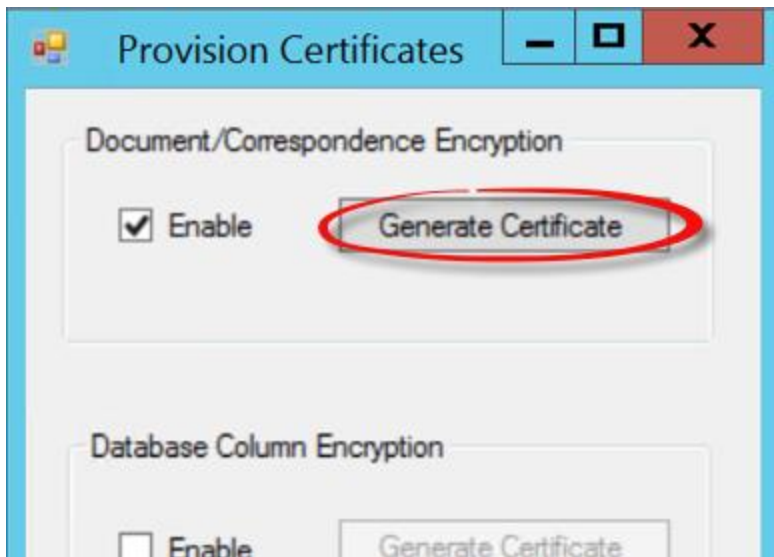 Provision Certificates
Document/Correspondence Encryption
Enable Generate Certificate
Database Column Encryption
Enable Generate Certificate